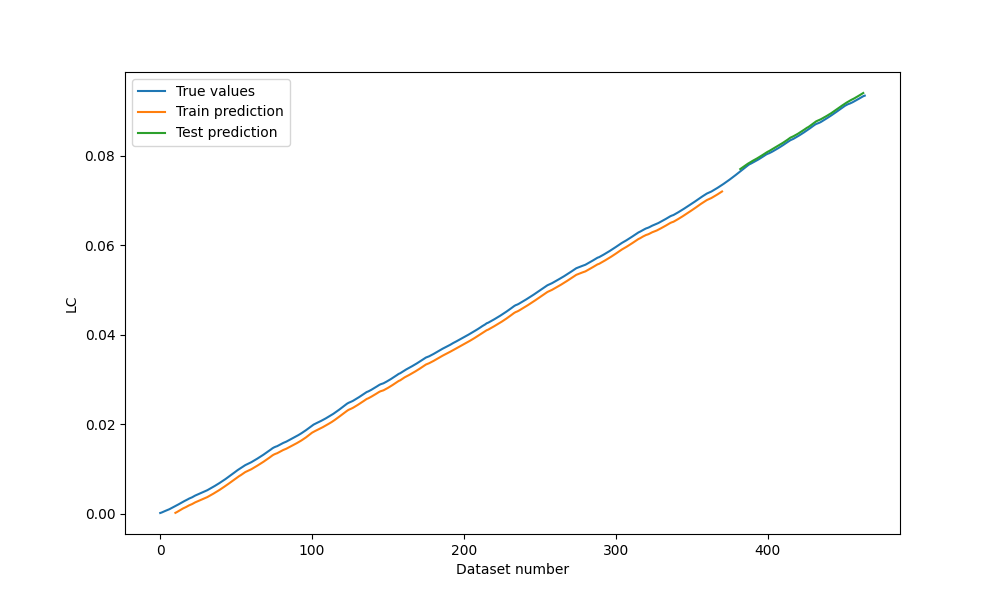 True values
Train prediction
Test prediction
0.08
0.06
0.04
0.02
0.00
LC
0
100
200
300
400
Dataset number